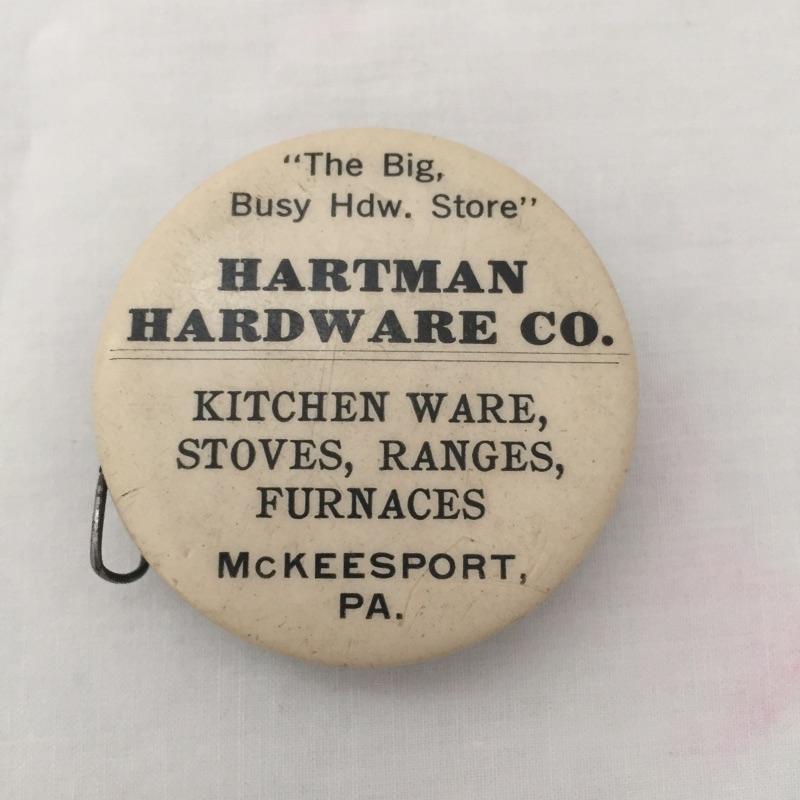 "The Big,
Busy Hdw. Store"
HARTMAN
HARDWARE CO.
KITCHEN WARE,
STOVES, RANGES,
FURNACES
McKEESPORT,
PA.